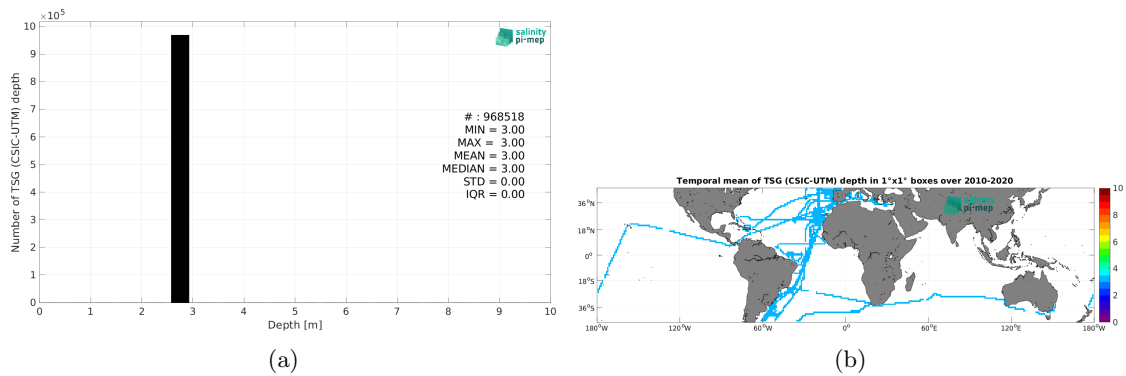 ×10⁵
10
9
8
7
6
5
4
3
2
1
0
Number of TSG (CSIC-UTM) depth
salinity
pi-mep
# : 968518
MIN = 3.00
MAX = 3.00
MEAN = 3.00
MEDIAN = 3.00
STD = 0.00
IQR = 0.00
0 1 2 3 4 5 6 7 8 9 10
Depth [m]
(a)
Temporal mean of TSG (CSIC-UTM) depth in 1°x1° boxes over 2010-2020
salinity
pi-mep
36°N
18°N
0°
18°S
36°S
180°W 120°W 60°W 0° 60°E 120°E 180°W
10
8
6
4
2
0
(b)